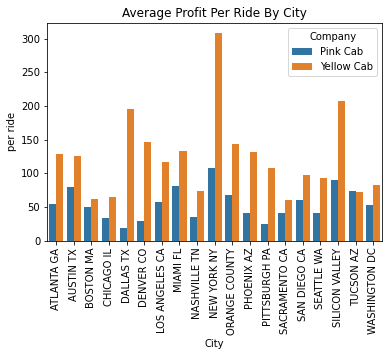 Average Profit Per Ride By City
Company
Pink Cab
Yellow Cab
per ride
300
250
200
150
100
50
0
ATLANTA GA
AUSTIN TX
BOSTON MA
CHICAGO IL
DALLAS TX
DENVER CO
LOS ANGELES CA
MIAMI FL
NASHVILLE TN
NEW YORK NY
ORANGE COUNTY
PHOENIX AZ
PITTSBURGH PA
SACRAMENTO CA
SAN DIEGO CA
SEATTLE WA
SILICON VALLEY
TUCSON AZ
WASHINGTON DC
City